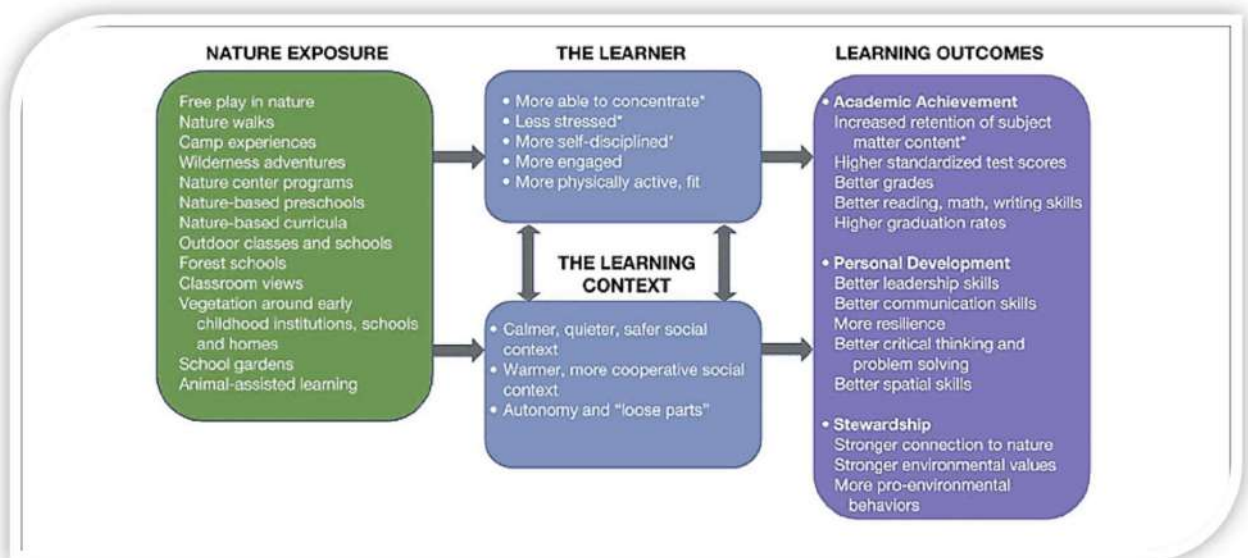 NATURE EXPOSURE
Free play in nature
Nature walks
Camp experiences
Wilderness adventures
Nature center programs
Nature-based preschools
Nature-based curricula
Outdoor classes and schools
Forest schools
Classroom views
Vegetation around early
childhood institutions, schools
and homes
School gardens
Animal-assisted learning
THE LEARNER
• More able to concentrate*
• Less stressed*
• More self-disciplined*
• More engaged
• More physically active, fit
THE LEARNING
CONTEXT
• Calmer, quieter, safer social
context
• Warmer, more cooperative social
context
• Autonomy and “loose parts”
LEARNING OUTCOMES
• Academic Achievement
Increased retention of subject
matter content*
Higher standardized test scores
Better grades
Better reading, math, writing skills
Higher graduation rates
• Personal Development
Better leadership skills
Better communication skills
More resilience
Better critical thinking and
problem solving
Better spatial skills
• Stewardship
Stronger connection to nature
Stronger environmental values
More pro-environmental
behaviors